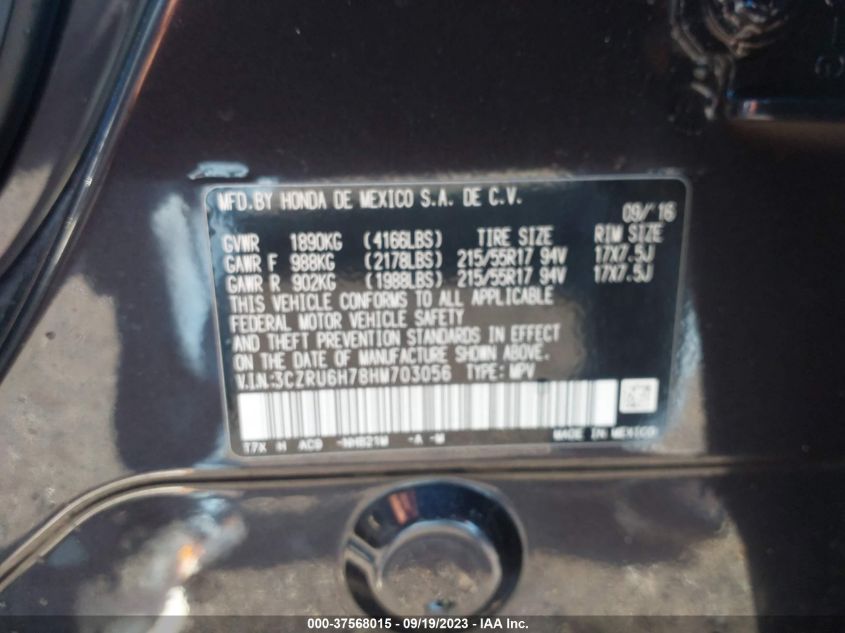 MFD.BY HONDA DE MEXICO S.A. DE C.V.
09/'16
GVWR 1890KG (4166LBS) TIRE SIZE RIM SIZE
GAWR F 988KG (2178LBS) 215/55R17 94V 17X7.5J
GAWR R 902KG (1988LBS) 215/55R17 94V 17X7.5J
THIS VEHICLE CONFORMS TO ALL APPLICABLE
FEDERAL MOTOR VEHICLE SAFETY
AND THEFT PREVENTION STANDARDS IN EFFECT
ON THE DATE OF MANUFACTURE SHOWN ABOVE.
V.I.N:3CZRU6H78HM703056 TYPE: MPV
T7X H AC9 -NH821M -A -M MADE IN MEXICO
000-37568015 - 09/19/2023 - IAAI, Inc.